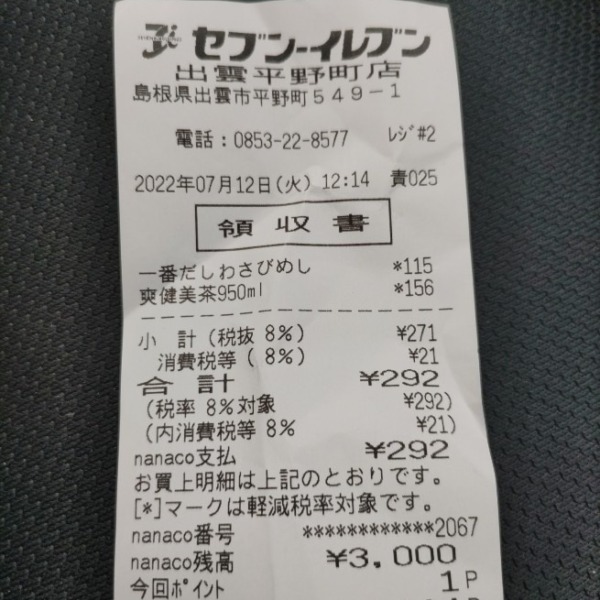 セブン-イレブン
出雲平野町店
島根県出雲市平野町549-1
電話:0853-22-8577 レジ#2
2022年07月12日(火) 12:14 責025
領収書
一番だしわさびめし *115
爽健美茶950ml *156
小 計(税抜 8%) ¥271
消費税等( 8%) ¥21
合 計 ¥292
(税率 8%対象 ¥292)
(内消費税等 8% ¥21)
nanaco支払 ¥292
お買上明細は上記のとおりです。
[*]マークは軽減税率対象です。
nanaco番号 ************2067
nanaco残高 ¥3,000
今回ポイント 1P